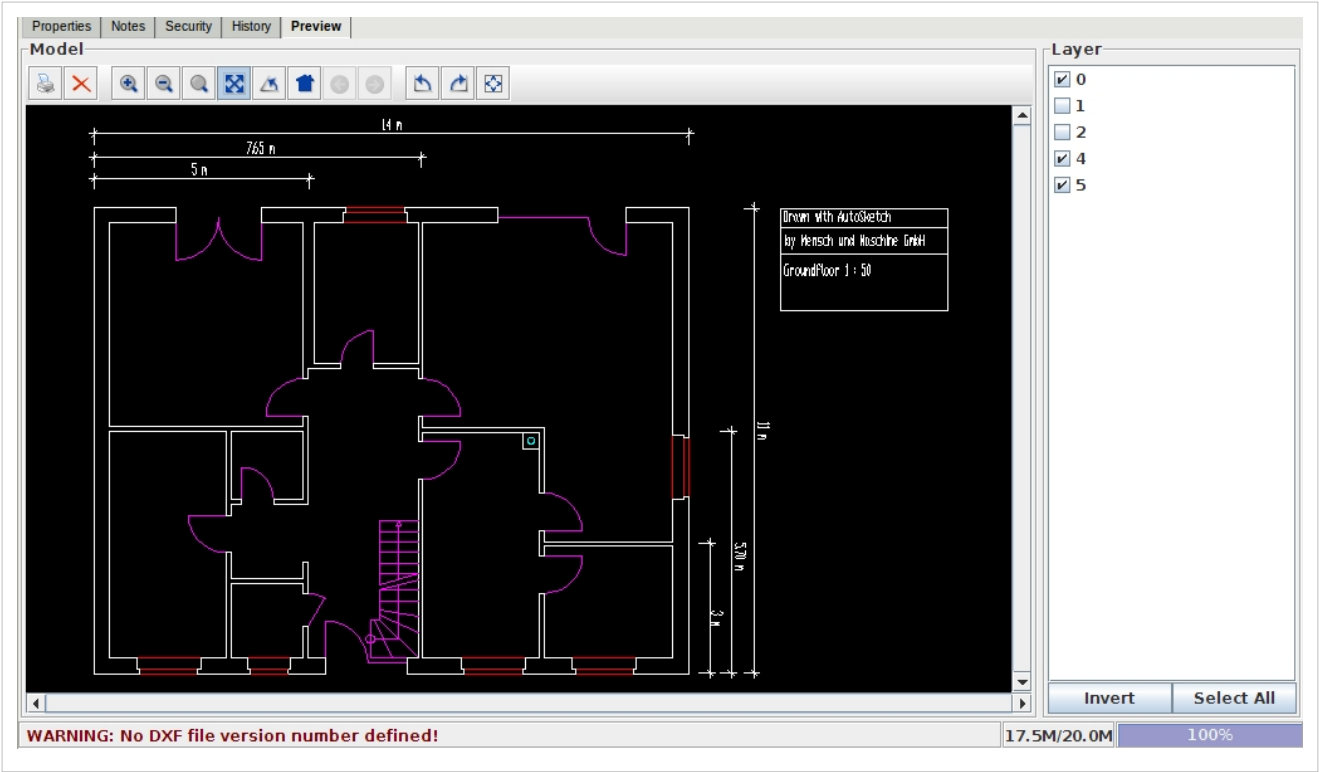 Properties Notes Security History Preview
Model
Layer
0
1
2
4
5
14 m
7.65 m
5 m
Drawn with AutoSketch
by Mensch und Maschine GmbH
Groundfloor 1 : 50
11 m
5,70 m
3 m
Invert Select All
WARNING: No DXF file version number defined!
17.5M/20.0M
100%